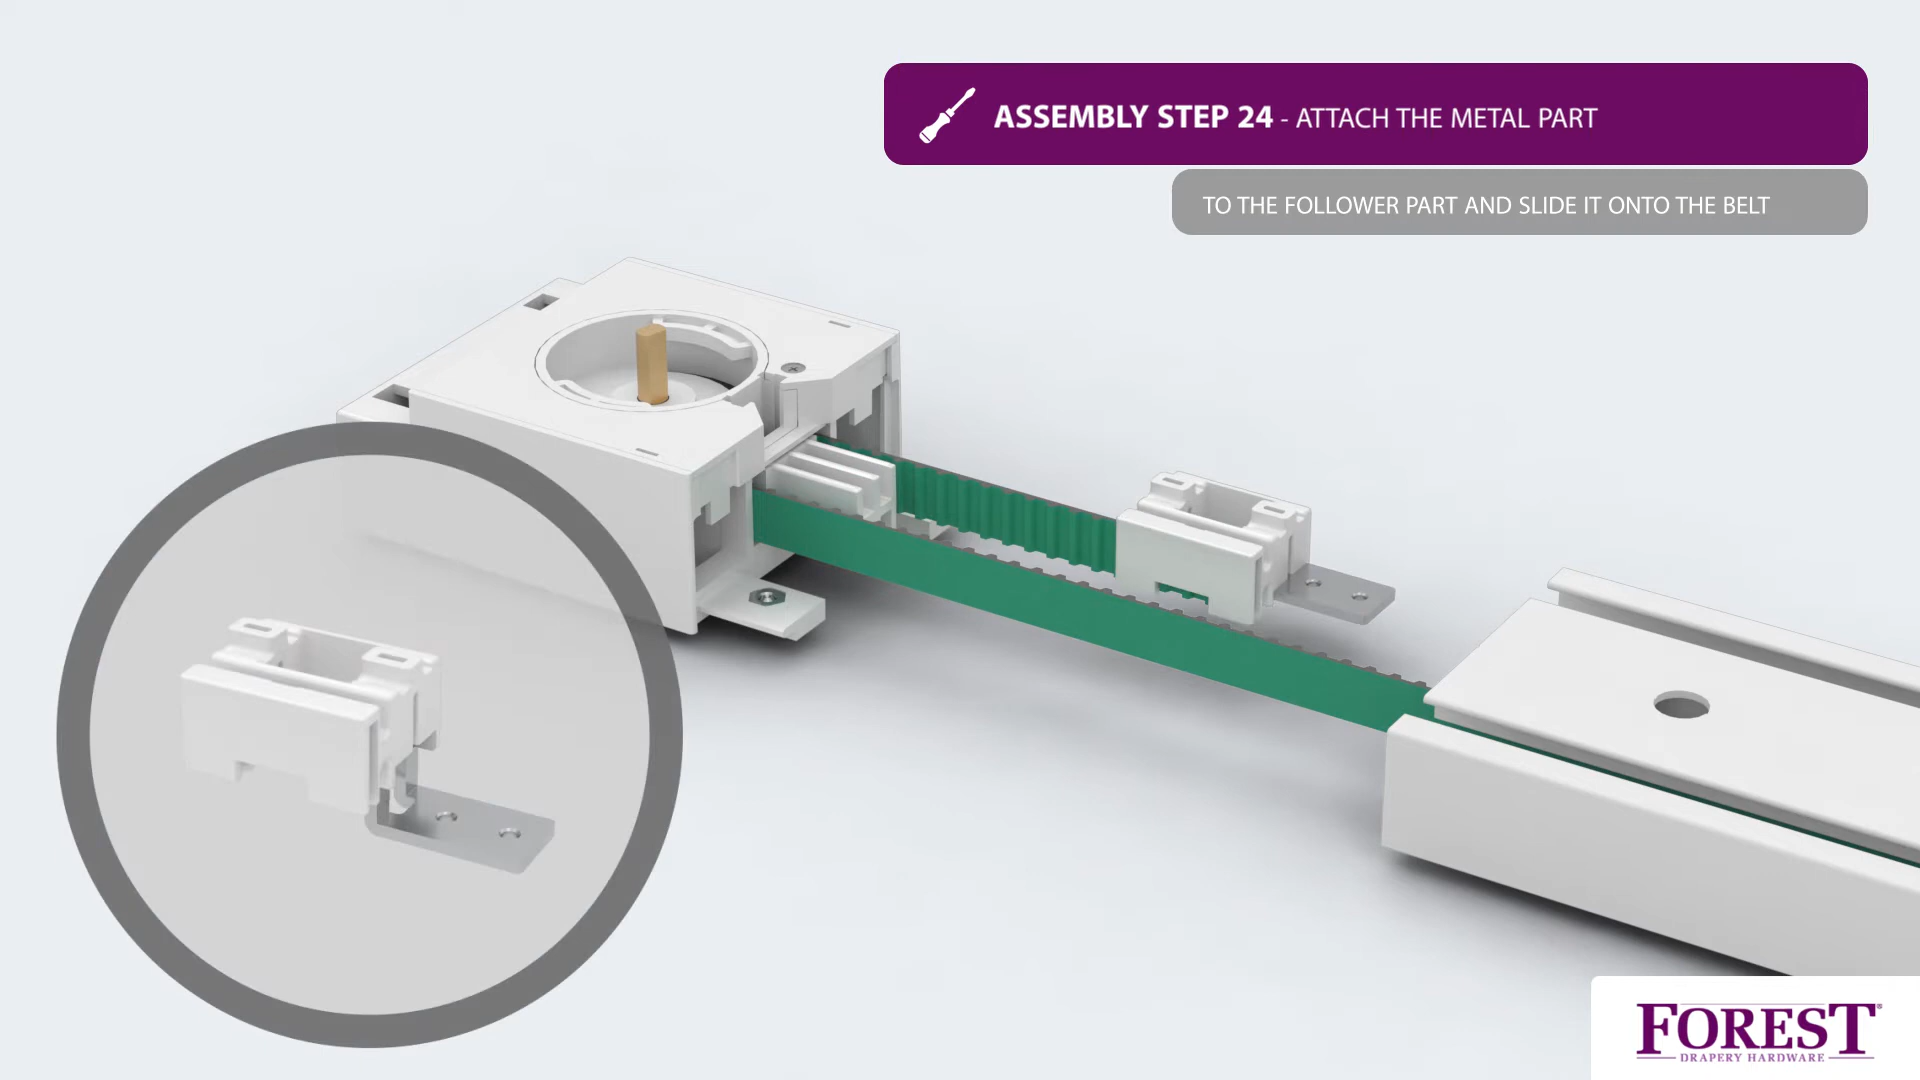 ASSEMBLY STEP 24 - ATTACH THE METAL PART
TO THE FOLLOWER PART AND SLIDE IT ONTO THE BELT
FOREST®
DRAPERY HARDWARE